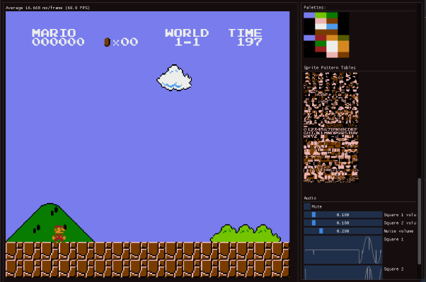 Average 16.668 ms/frame (60.0 FPS)
MARIO WORLD TIME
000000 x00 1-1 197
Palettes:
Sprite Pattern Tables
Audio
Mute
0.100 Square 1 volu
0.100 Square 2 volu
0.200 Noise volume
Square 1
Square 2